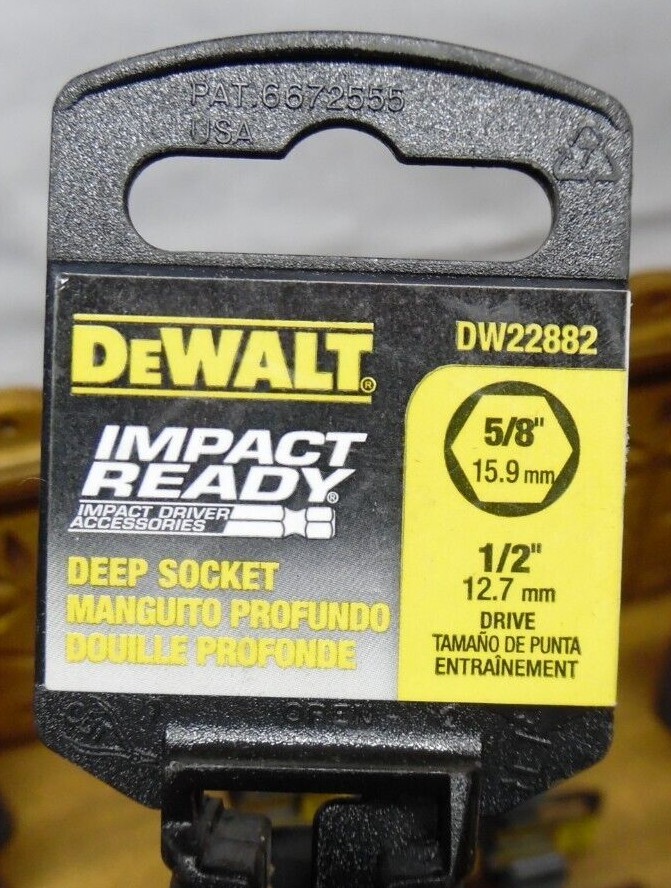 PAT.6672555
USA
DEWALT®
DW22882
IMPACT
READY®
IMPACT DRIVER
ACCESSORIES
DEEP SOCKET
MANGUITO PROFUNDO
DOUILLE PROFONDE
5/8"
15.9 mm
1/2"
12.7 mm
DRIVE
TAMAÑO DE PUNTA
ENTRAÎNEMENT
OPEN